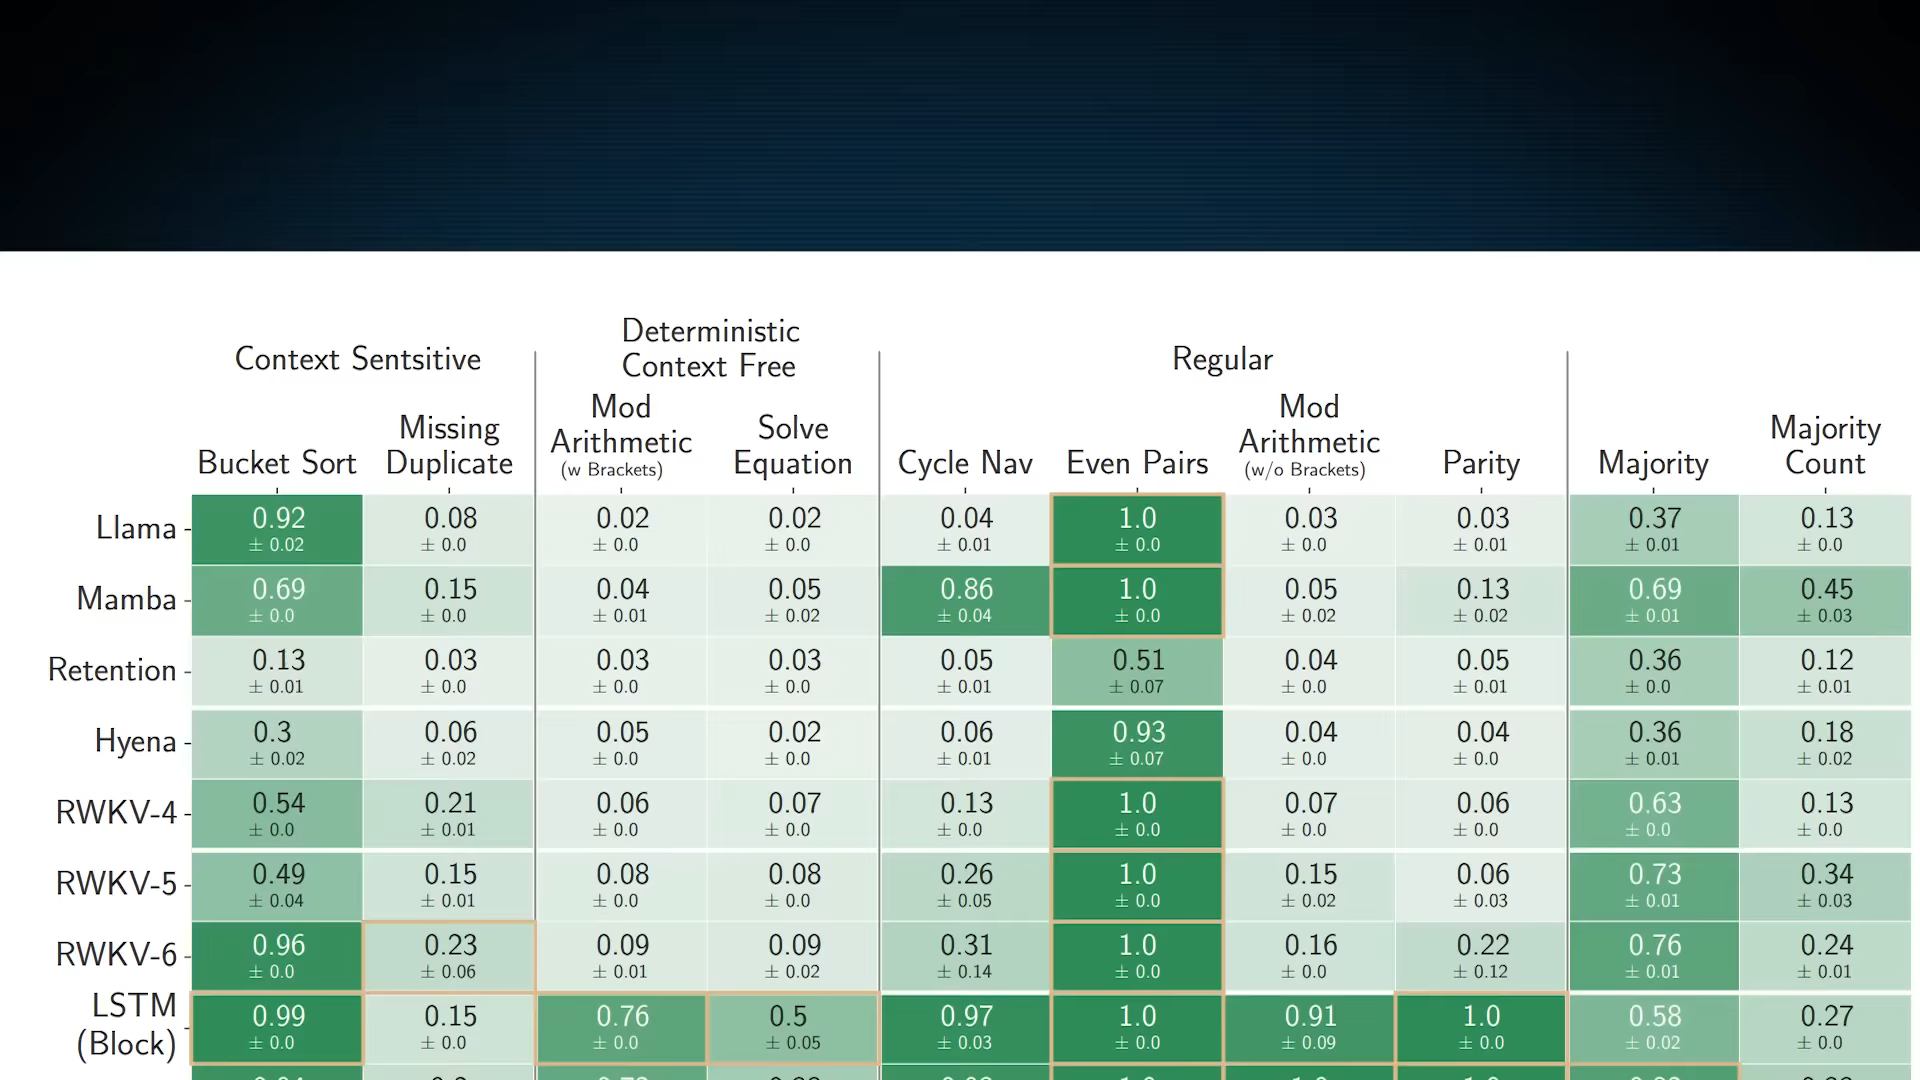 Deterministic
Context Sentsitive Context Free Regular
Mod Mod
Missing Arithmetic Solve Arithmetic Majority
Bucket Sort Duplicate (w Brackets) Equation Cycle Nav Even Pairs (w/o Brackets) Parity Majority Count
Llama 0.92 0.08 0.02 0.02 0.04 1.0 0.03 0.03 0.37 0.13
± 0.02 ± 0.0 ± 0.0 ± 0.0 ± 0.01 ± 0.0 ± 0.0 ± 0.01 ± 0.01 ± 0.0
Mamba 0.69 0.15 0.04 0.05 0.86 1.0 0.05 0.13 0.69 0.45
± 0.0 ± 0.0 ± 0.01 ± 0.02 ± 0.04 ± 0.0 ± 0.02 ± 0.02 ± 0.01 ± 0.03
Retention 0.13 0.03 0.03 0.03 0.05 0.51 0.04 0.05 0.36 0.12
± 0.01 ± 0.0 ± 0.0 ± 0.0 ± 0.01 ± 0.07 ± 0.0 ± 0.01 ± 0.0 ± 0.01
Hyena 0.3 0.06 0.05 0.02 0.06 0.93 0.04 0.04 0.36 0.18
± 0.02 ± 0.02 ± 0.0 ± 0.0 ± 0.01 ± 0.07 ± 0.0 ± 0.0 ± 0.01 ± 0.02
RWKV-4 0.54 0.21 0.06 0.07 0.13 1.0 0.07 0.06 0.63 0.13
± 0.0 ± 0.01 ± 0.0 ± 0.0 ± 0.0 ± 0.0 ± 0.0 ± 0.0 ± 0.0 ± 0.0
RWKV-5 0.49 0.15 0.08 0.08 0.26 1.0 0.15 0.06 0.73 0.34
± 0.04 ± 0.01 ± 0.0 ± 0.0 ± 0.05 ± 0.0 ± 0.02 ± 0.03 ± 0.01 ± 0.03
RWKV-6 0.96 0.23 0.09 0.09 0.31 1.0 0.16 0.22 0.76 0.24
± 0.0 ± 0.06 ± 0.01 ± 0.02 ± 0.14 ± 0.0 ± 0.0 ± 0.12 ± 0.01 ± 0.01
LSTM 0.99 0.15 0.76 0.5 0.97 1.0 0.91 1.0 0.58 0.27
(Block) ± 0.0 ± 0.0 ± 0.0 ± 0.05 ± 0.03 ± 0.0 ± 0.09 ± 0.0 ± 0.02 ± 0.0